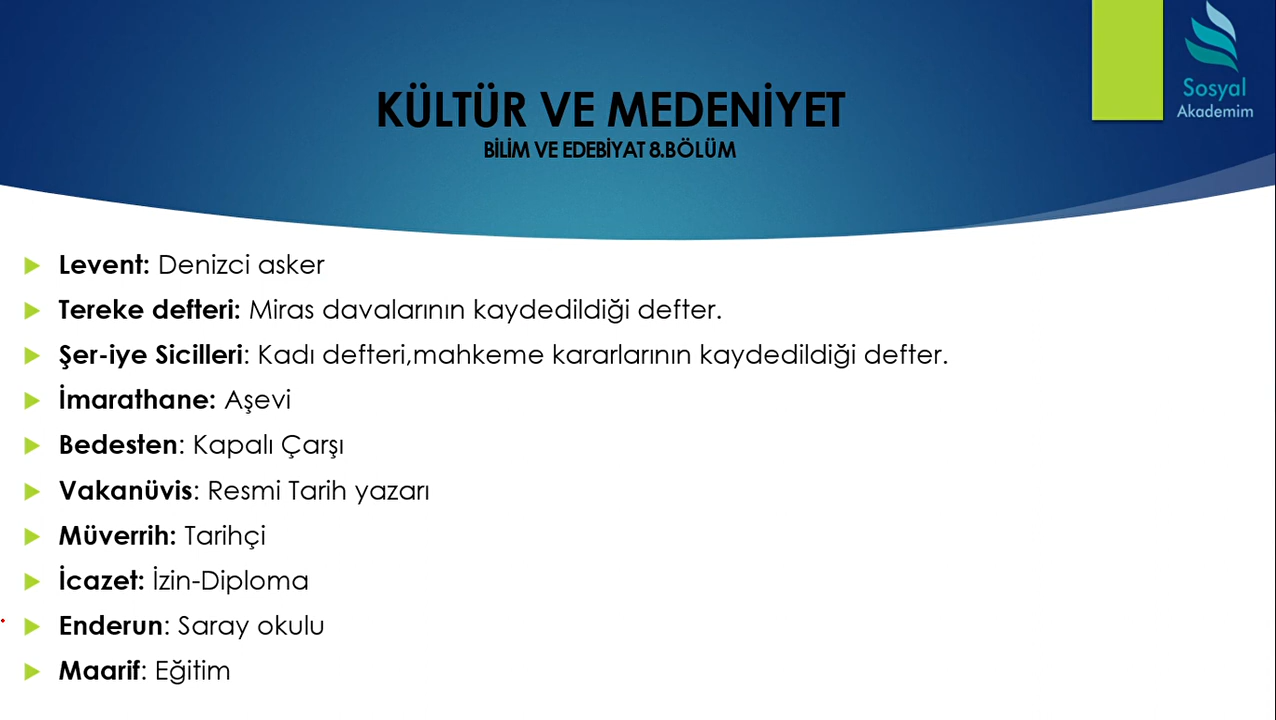 Sosyal
Akademim
KÜLTÜR VE MEDENİYET
BİLİM VE EDEBİYAT 8.BÖLÜM
Levent: Denizci asker
Tereke defteri: Miras davalarının kaydedildiği defter.
Şer-iye Sicilleri: Kadı defteri,mahkeme kararlarının kaydedildiği defter.
İmarathane: Aşevi
Bedesten: Kapalı Çarşı
Vakanüvis: Resmi Tarih yazarı
Müverrih: Tarihçi
İcazet: İzin-Diploma
Enderun: Saray okulu
Maarif: Eğitim